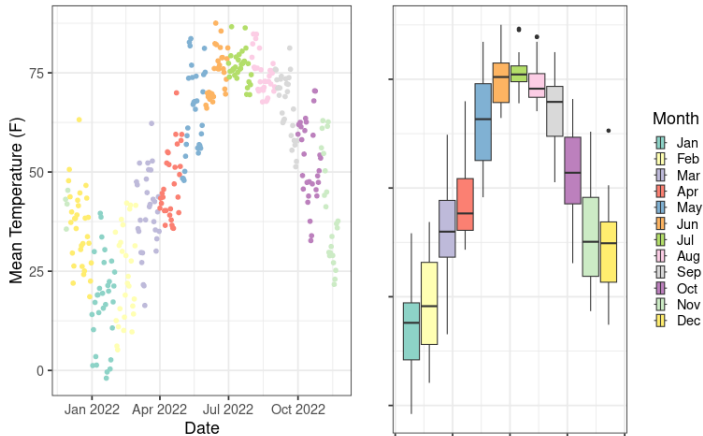 Mean Temperature (F)
75
50
25
0
Jan 2022 Apr 2022 Jul 2022 Oct 2022
Date
Month
Jan
Feb
Mar
Apr
May
Jun
Jul
Aug
Sep
Oct
Nov
Dec